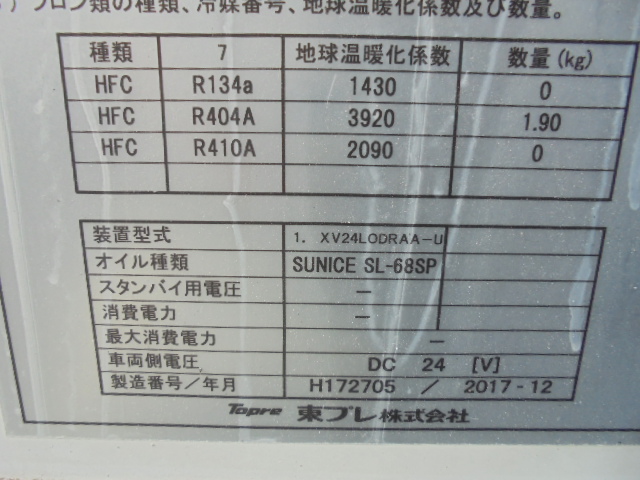 フロン類の種類、冷媒番号、地球温暖化係数及び数量。
種類 7 地球温暖化係数 数量(kg)
HFC R134a 1430 0
HFC R404A 3920 1.90
HFC R410A 2090 0
装置型式 1. XV24LODRAA-U
オイル種類 SUNICE SL-68SP
スタンバイ用電圧 ―
消費電力 ―
最大消費電力 ―
車両側電圧 DC 24 [V]
製造番号/年月 H172705 / 2017-12
Topre 東プレ株式会社